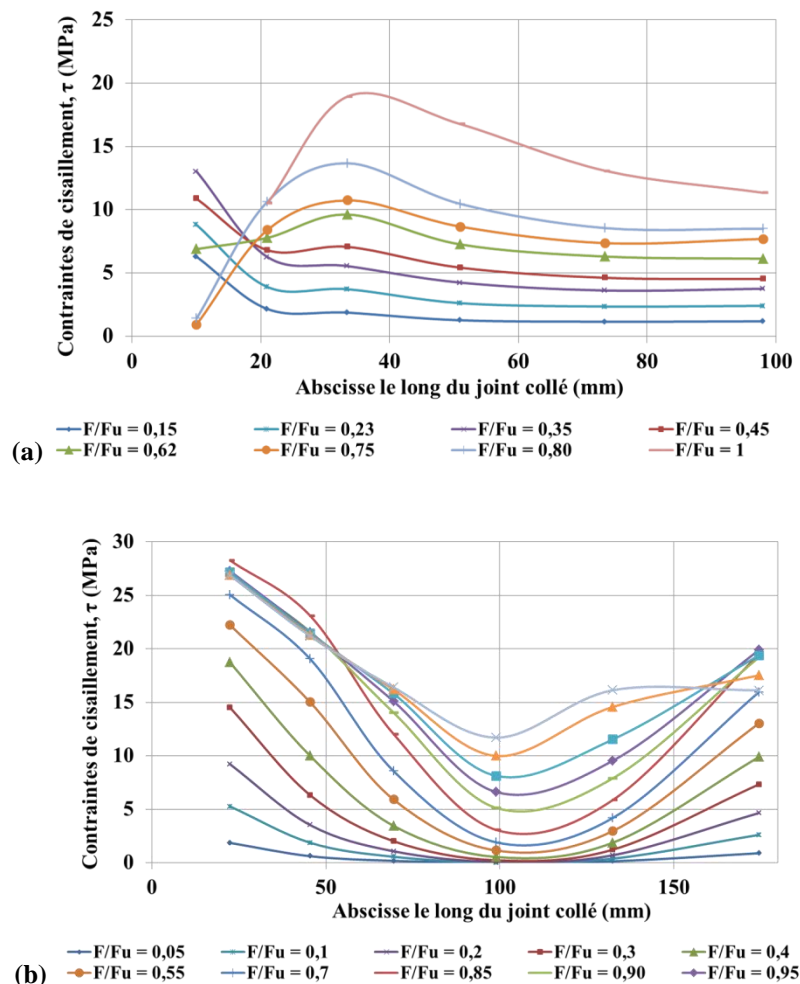 25
20
15
10
5
0
Contraintes de cisaillement, τ (MPa)
0 20 40 60 80 100
Abscisse le long du joint collé (mm)
F/Fu = 0,15 F/Fu = 0,23 F/Fu = 0,35 F/Fu = 0,45
(a) F/Fu = 0,62 F/Fu = 0,75 F/Fu = 0,80 F/Fu = 1
30
25
20
15
10
5
0
Contraintes de cisaillement, τ (MPa)
0 50 100 150
Abscisse le long du joint collé (mm)
F/Fu = 0,05 F/Fu = 0,1 F/Fu = 0,2 F/Fu = 0,3 F/Fu = 0,4
(b) F/Fu = 0,55 F/Fu = 0,7 F/Fu = 0,85 F/Fu = 0,90 F/Fu = 0,95